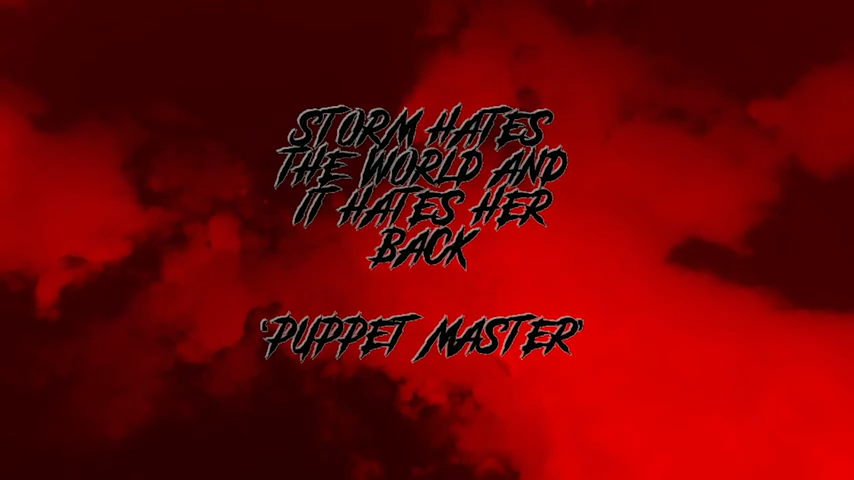 STORM HATES
THE WORLD AND
IT HATES HER
BACK
'PUPPET MASTER'